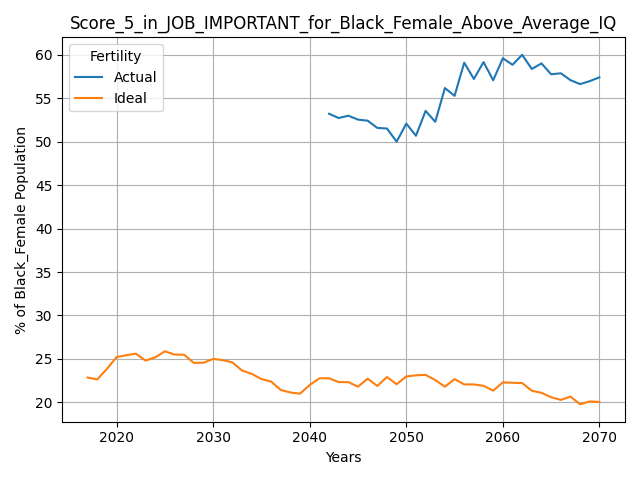 Score_5_in_JOB_IMPORTANT_for_Black_Female_Above_Average_IQ
Fertility
Actual
Ideal
% of Black_Female Population
60
55
50
45
40
35
30
25
20
2020
2030
2040
2050
2060
2070
Years